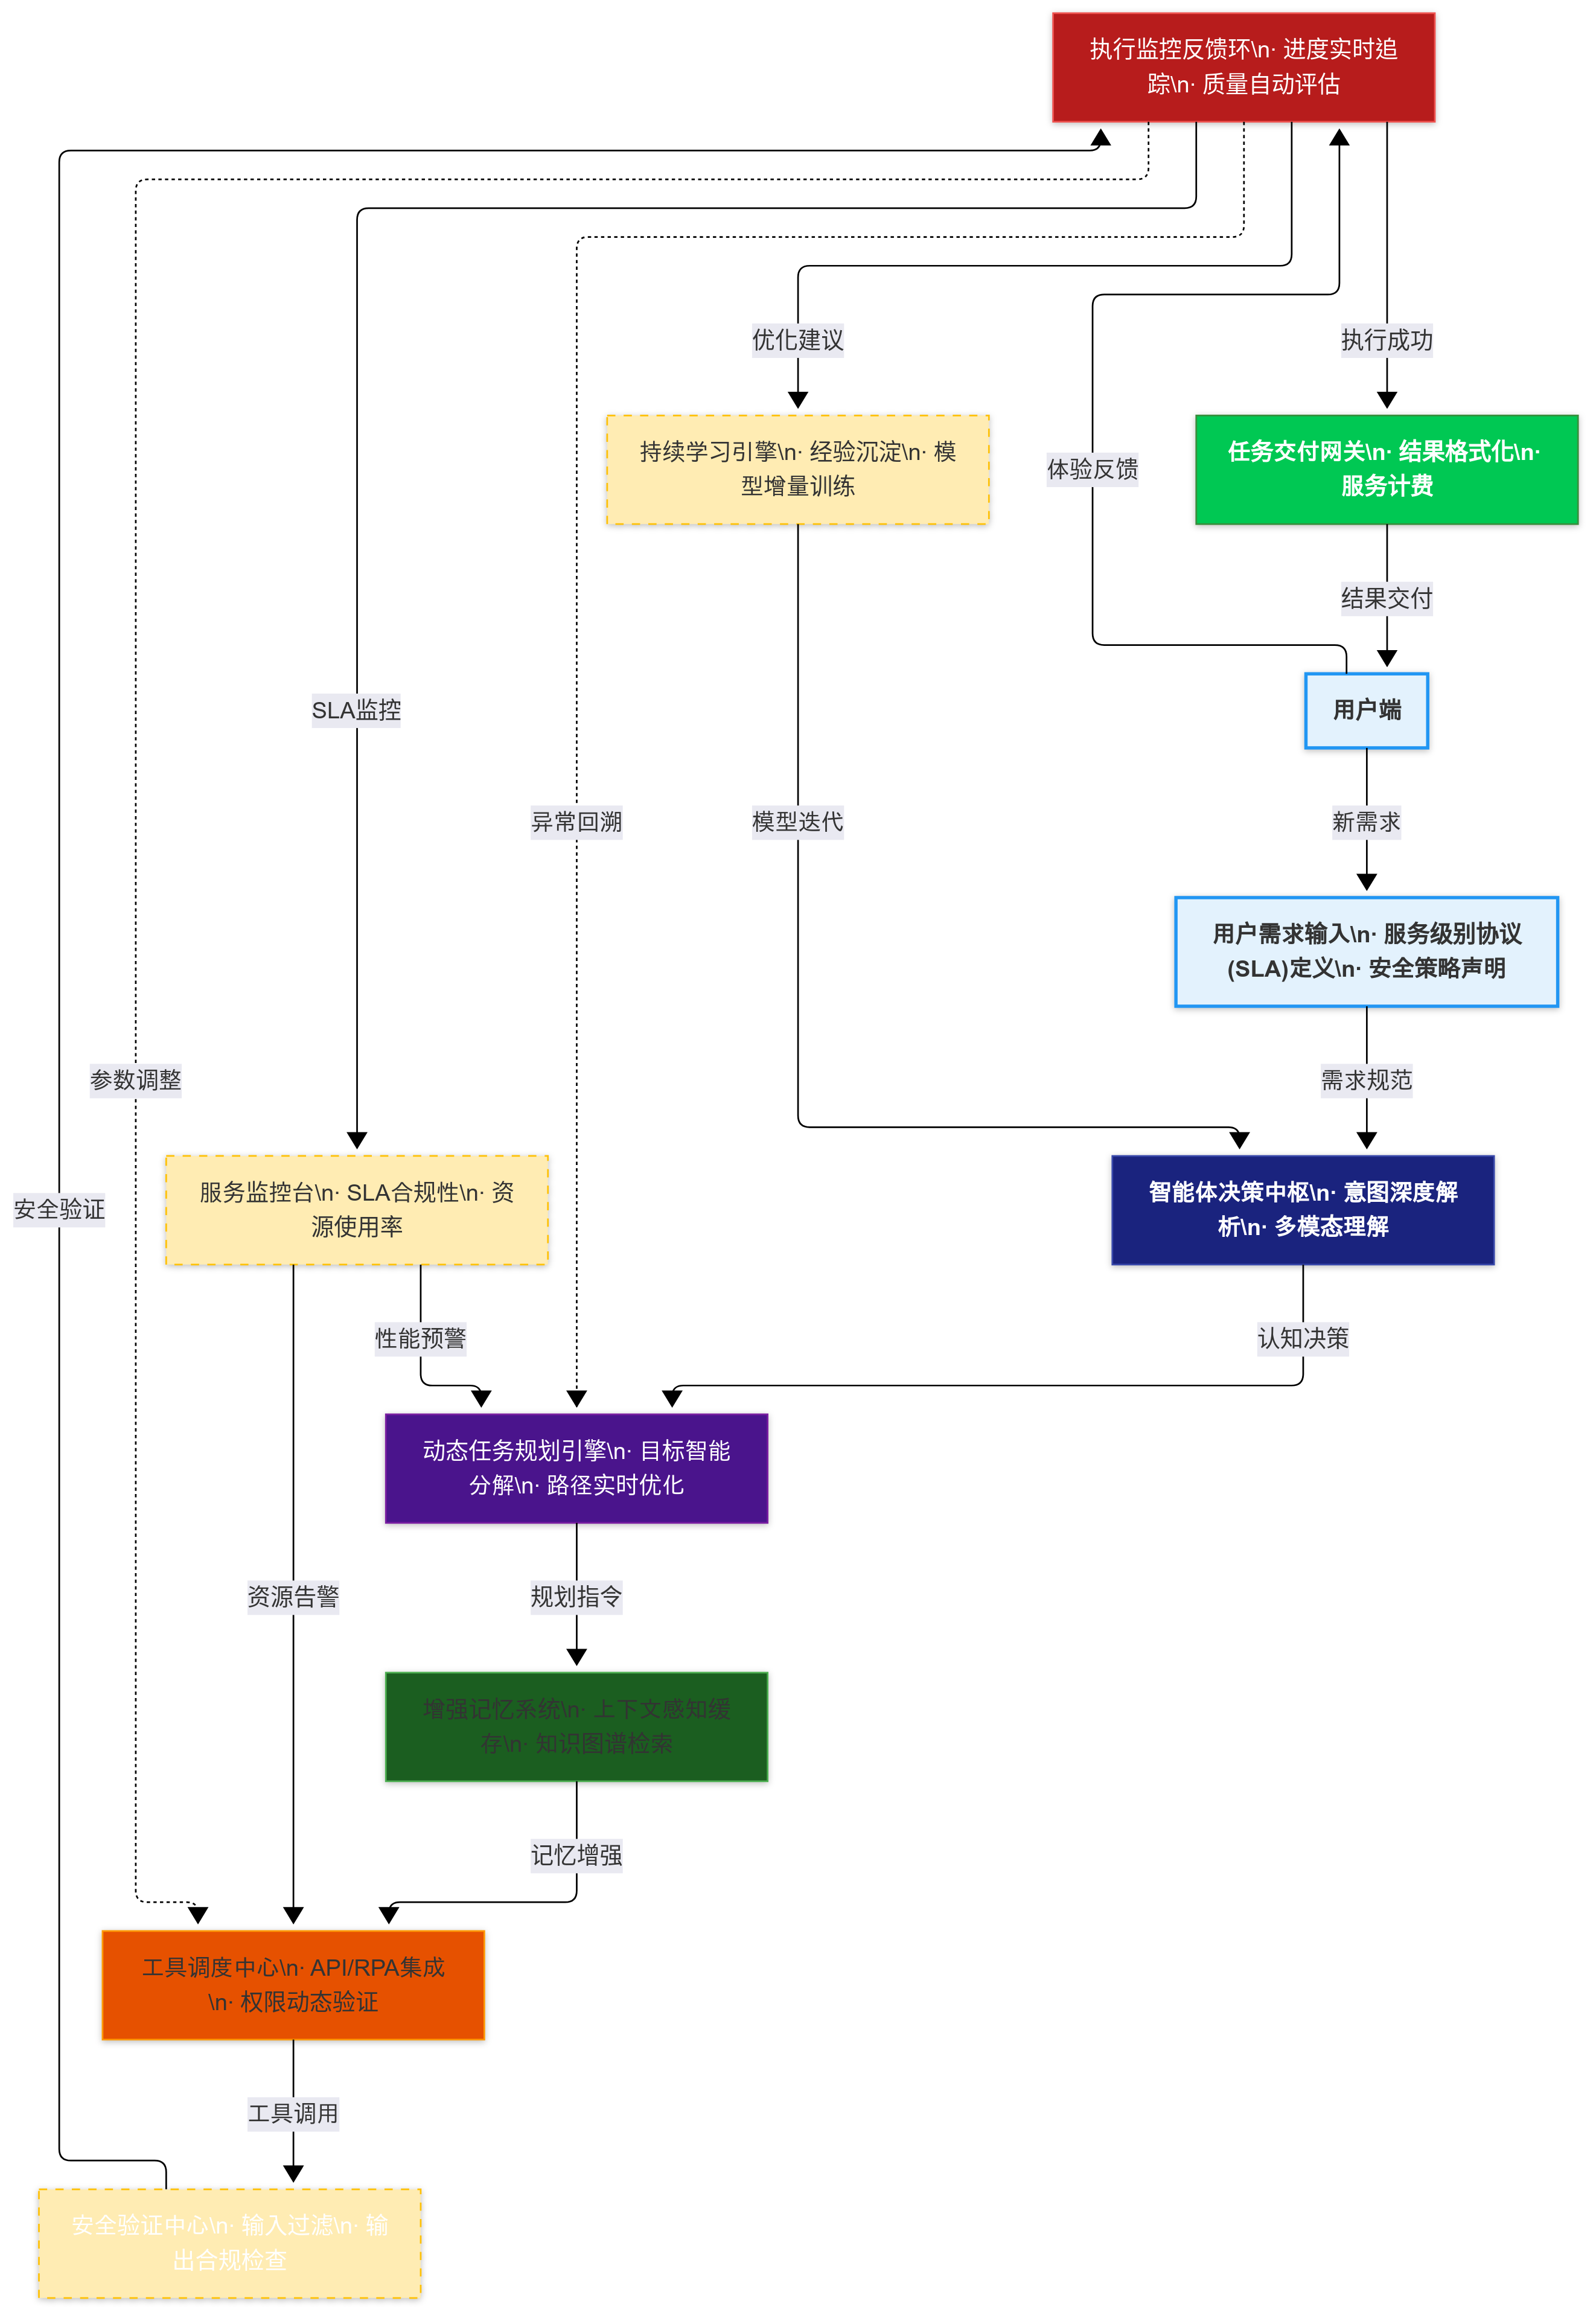 执行监控反馈环\n· 进度实时追
踪\n· 质量自动评估
优化建议
执行成功
持续学习引擎\n· 经验沉淀\n· 模
型增量训练
体验反馈
任务交付网关\n· 结果格式化\n·
服务计费
结果交付
SLA监控
用户端
异常回溯
模型迭代
新需求
用户需求输入\n· 服务级别协议
(SLA)定义\n· 安全策略声明
参数调整
需求规范
安全验证
服务监控台\n· SLA合规性\n· 资
源使用率
智能体决策中枢\n· 意图深度解
析\n· 多模态理解
性能预警
认知决策
动态任务规划引擎\n· 目标智能
分解\n· 路径实时优化
资源告警
规划指令
增强记忆系统\n· 上下文感知缓
存\n· 知识图谱检索
记忆增强
工具调度中心\n· API/RPA集成
\n· 权限动态验证
工具调用
安全验证中心\n· 输入过滤\n· 输
出合规检查